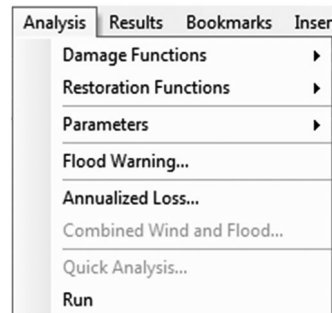 Analysis Results Bookmarks Inser
Damage Functions
Restoration Functions
Parameters
Flood Warning...
Annualized Loss...
Combined Wind and Flood...
Quick Analysis...
Run